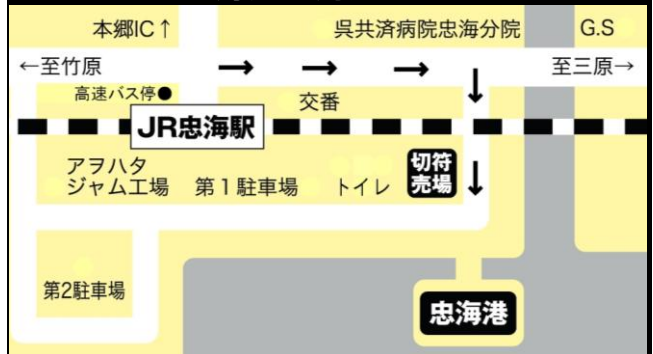 本郷IC↑
呉共済病院忠海分院
G.S
←至竹原
→ → → ↓
至三原→
高速バス停●
交番
JR忠海駅
アヲハタ
ジャム工場
第1駐車場
トイレ
切符
売場
↓
第2駐車場
忠海港